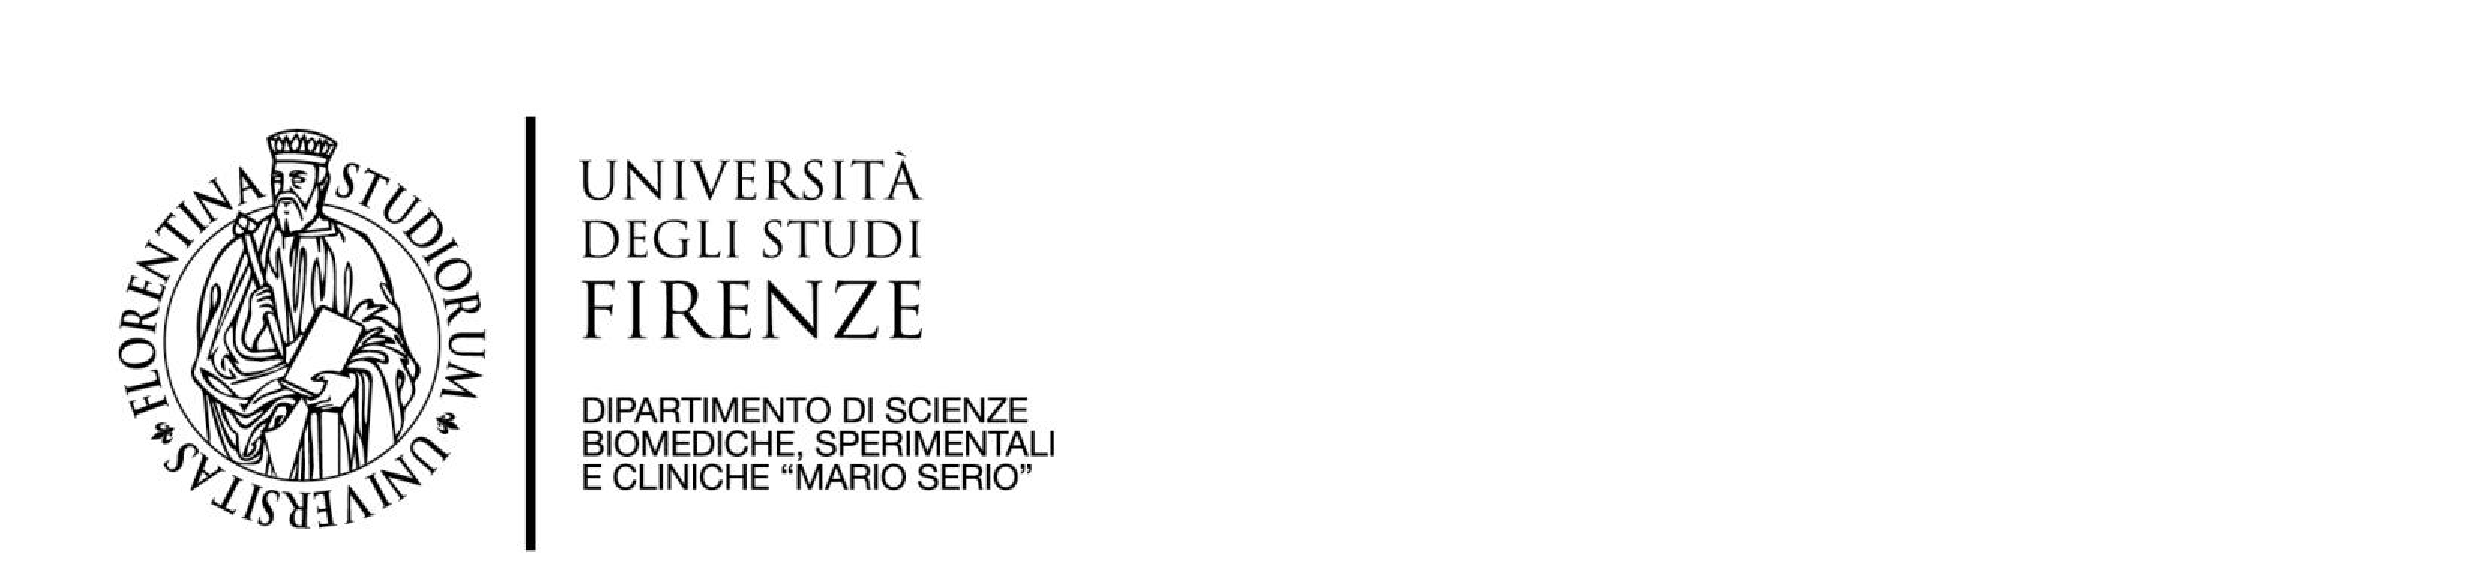 FLORENTINA STUDIORUM UNIVERSITAS
UNIVERSITÀ
DEGLI STUDI
FIRENZE
DIPARTIMENTO DI SCIENZE
BIOMEDICHE, SPERIMENTALI
E CLINICHE “MARIO SERIO”